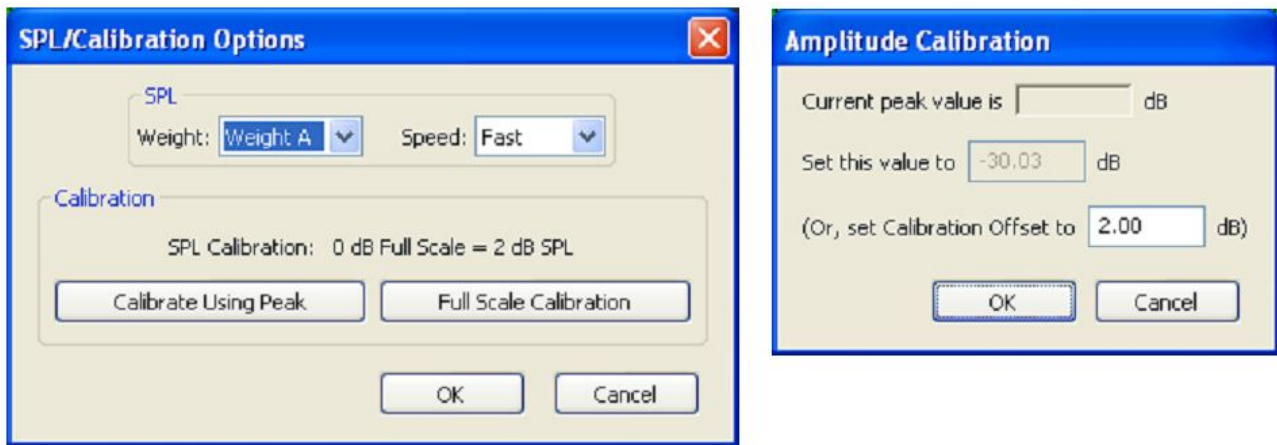 SPL/Calibration Options
SPL
Weight: Weight A Speed: Fast
Calibration
SPL Calibration: 0 dB Full Scale = 2 dB SPL
Calibrate Using Peak Full Scale Calibration
OK Cancel
Amplitude Calibration
Current peak value is dB
Set this value to -30.03 dB
(Or, set Calibration Offset to 2.00 dB)
OK Cancel